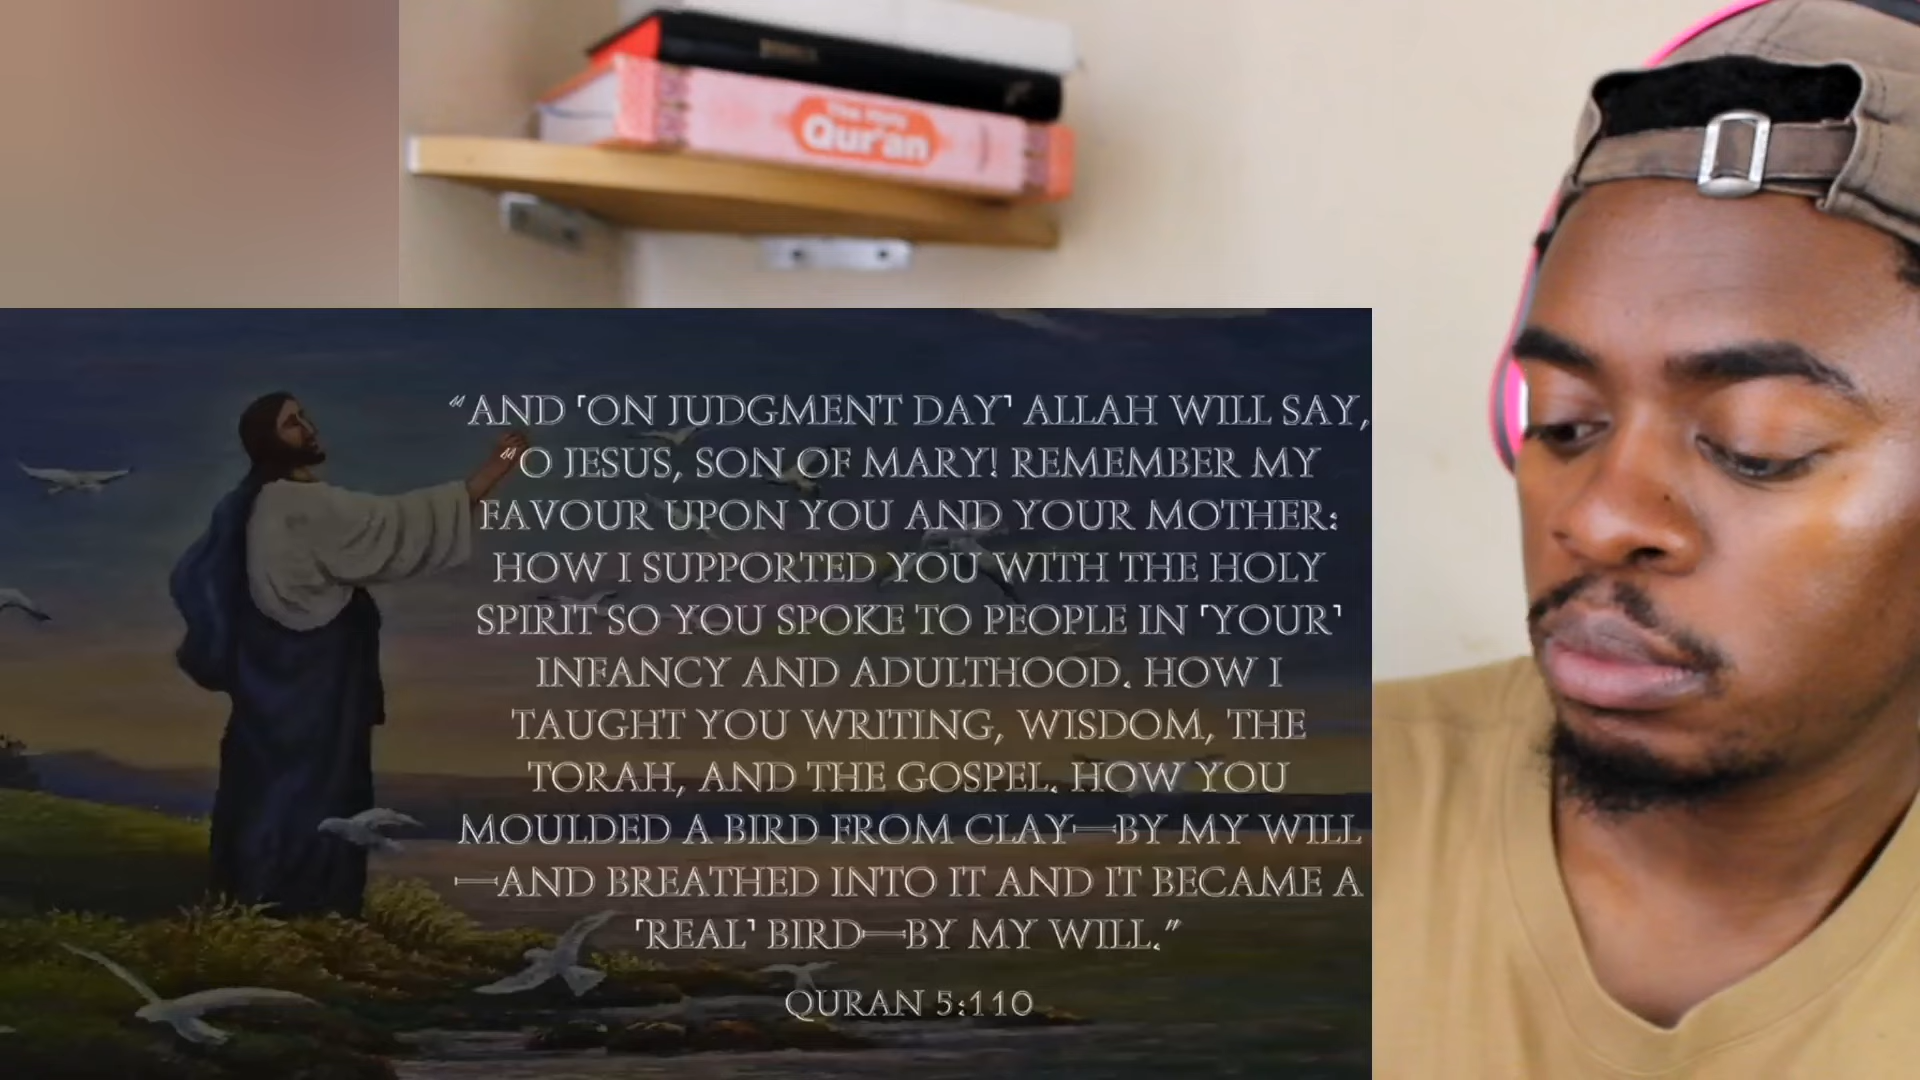 The Holy
Qur'an
“AND ⸢ON JUDGMENT DAY⸣ ALLAH WILL SAY,
“O JESUS, SON OF MARY! REMEMBER MY
FAVOUR UPON YOU AND YOUR MOTHER:
HOW I SUPPORTED YOU WITH THE HOLY
SPIRIT SO YOU SPOKE TO PEOPLE IN ⸢YOUR⸣
INFANCY AND ADULTHOOD. HOW I
TAUGHT YOU WRITING, WISDOM, THE
TORAH, AND THE GOSPEL. HOW YOU
MOULDED A BIRD FROM CLAY—BY MY WILL
—AND BREATHED INTO IT AND IT BECAME A
⸢REAL⸣ BIRD—BY MY WILL.”
QURAN 5:110